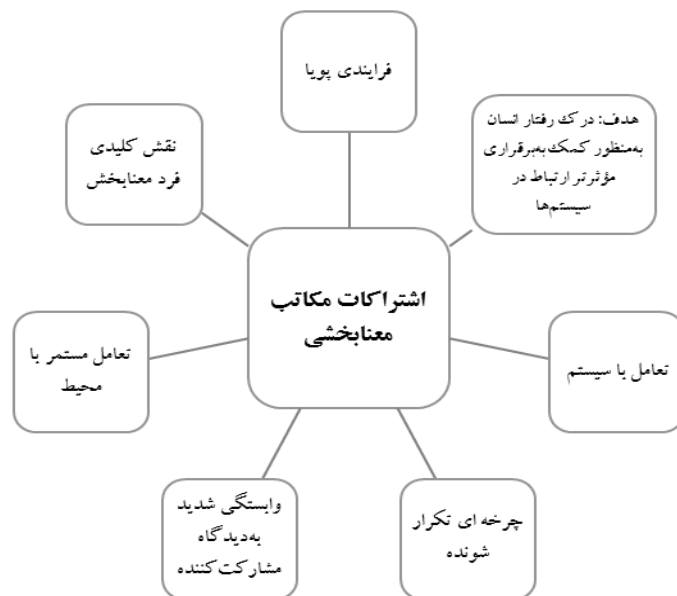 فرایندی پویا
هدف: درک رفتار انسان
به‌منظور کمک به‌برقراری
مؤثرتر ارتباط در
سیستم‌ها
نقش کلیدی
فرد معنابخش
اشتراکات مکاتب
معنابخشی
تعامل با سیستم
تعامل مستمر با
محیط
چرخه ای تکرار
شونده
وابستگی شدید
به‌دیدگاه
مشارکت‌کننده